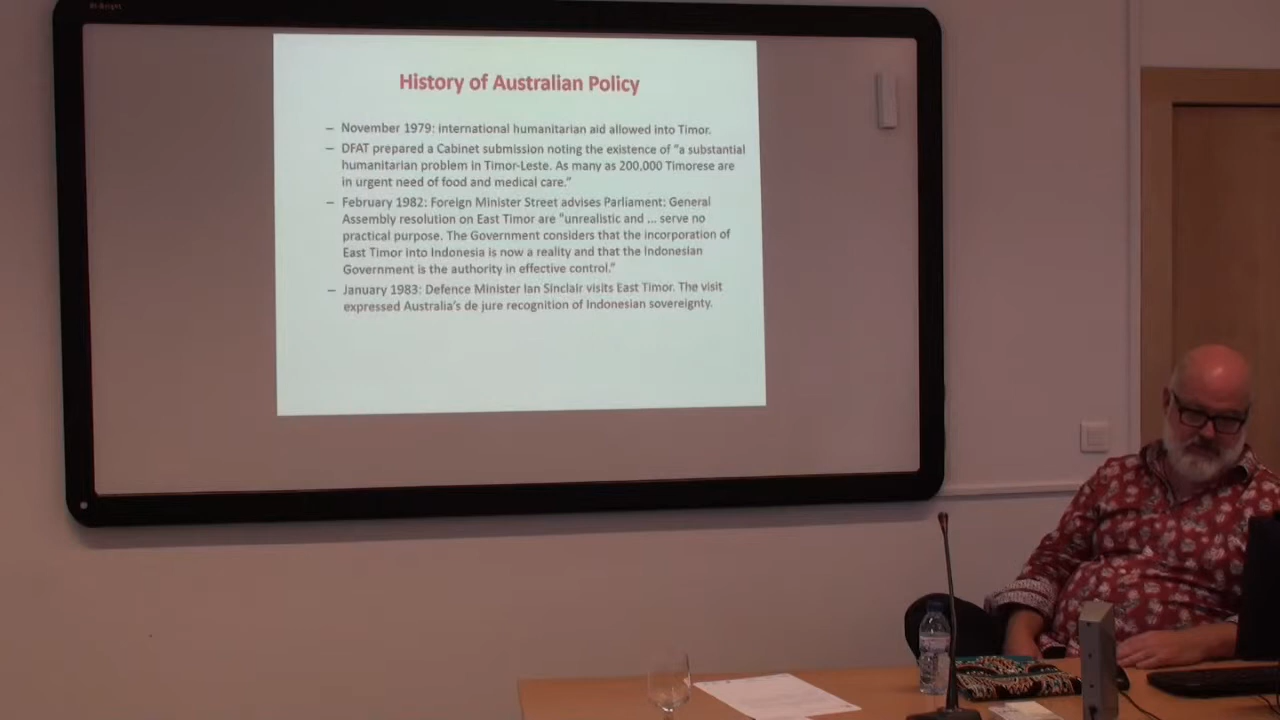 History of Australian Policy
– November 1979: international humanitarian aid allowed into Timor.
– DFAT prepared a Cabinet submission noting the existence of "a substantial
humanitarian problem in Timor-Leste. As many as 200,000 Timorese are
in urgent need of food and medical care."
– February 1982: Foreign Minister Street advises Parliament: General
Assembly resolution on East Timor are "unrealistic and ... serve no
practical purpose. The Government considers that the incorporation of
East Timor into Indonesia is now a reality and that the Indonesian
Government is the authority in effective control."
– January 1983: Defence Minister Ian Sinclair visits East Timor. The visit
expressed Australia's de jure recognition of Indonesian sovereignty.